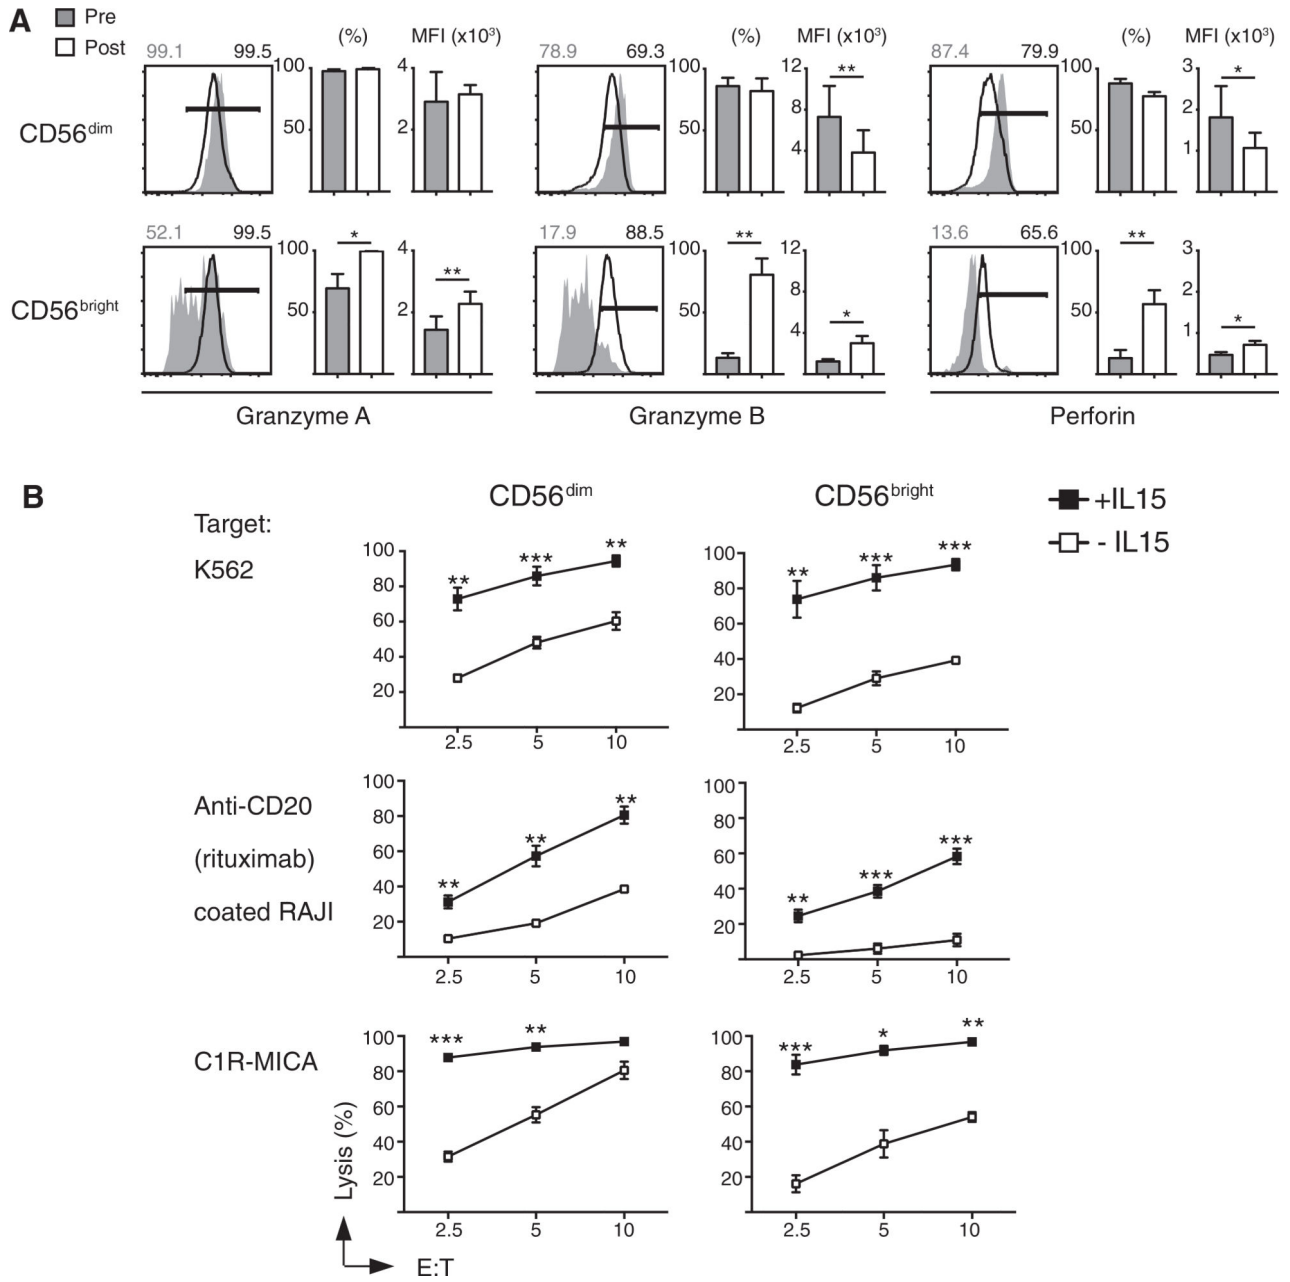 A
Pre
Post
(%) MFI (x10³) (%) MFI (x10³) (%) MFI (x10³)
CD56dim
99.1 99.5 100 50 4 2
78.9 69.3 100 50 12 8 4 **
87.4 79.9 100 50 3 2 1 *
CD56bright
52.1 99.5 100 50 * 4 2 **
17.9 88.5 100 50 ** 12 8 4 *
13.6 65.6 100 50 ** 3 2 1 *
Granzyme A Granzyme B Perforin
B
CD56dim CD56bright
+IL15
- IL15
Target:
K562
100 80 60 40 20 ** *** ** 2.5 5 10
100 80 60 40 20 ** *** *** 2.5 5 10
Anti-CD20
(rituximab)
coated RAJI
100 80 60 40 20 ** ** ** 2.5 5 10
100 80 60 40 20 ** *** *** 2.5 5 10
C1R-MICA
100 80 60 40 20 *** ** 2.5 5 10
100 80 60 40 20 *** * ** 2.5 5 10
Lysis (%)
E:T